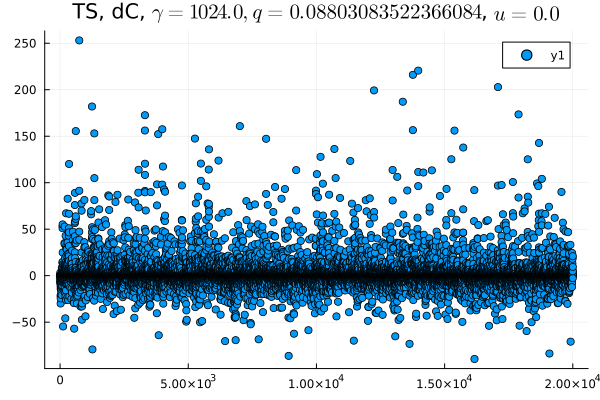 TS, dC, γ = 1024.0, q = 0.08803083522366084, u = 0.0
y1
250
200
150
100
50
0
−50
0 5.00×10³ 1.00×10⁴ 1.50×10⁴ 2.00×10⁴